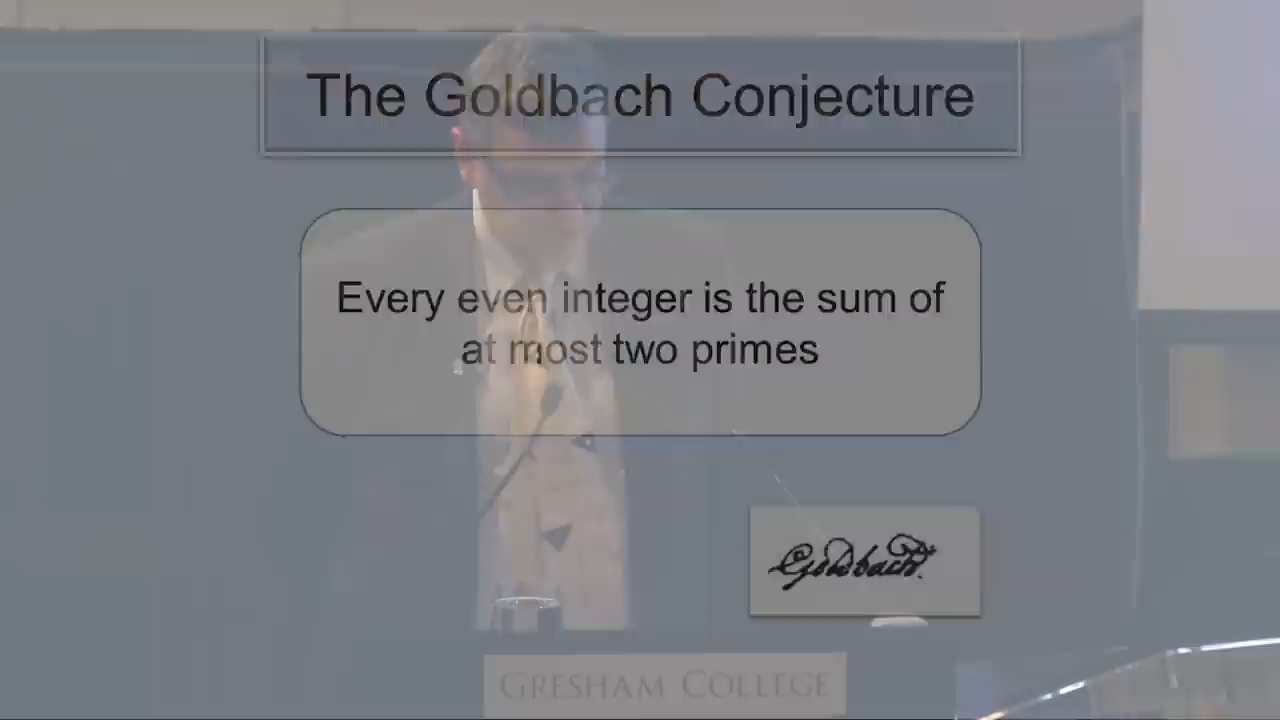 The Goldbach Conjecture
Every even integer is the sum of
at most two primes
Goldbach.
GRESHAM COLLEGE